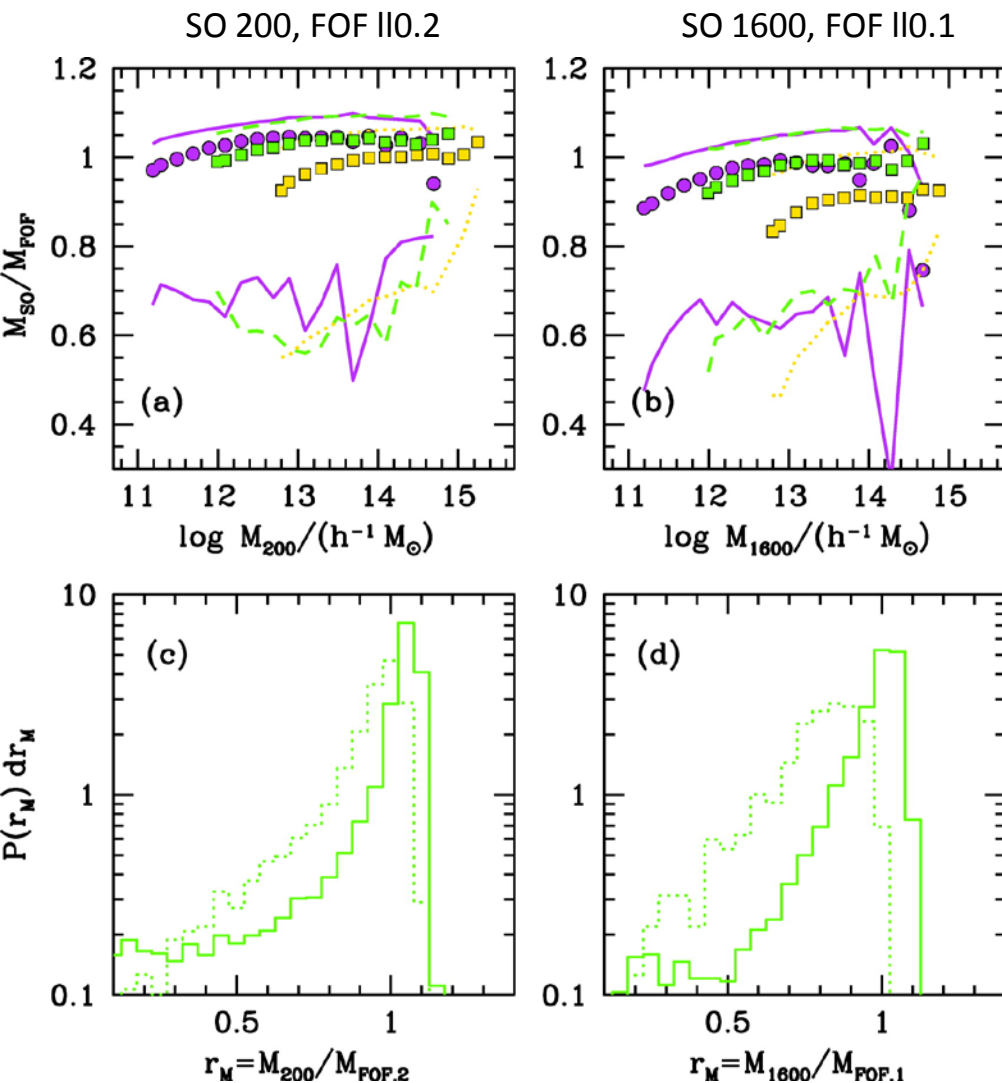 SO 200, FOF ll0.2
SO 1600, FOF ll0.1
M_SO/M_FOF
1.2
1
0.8
0.6
0.4
(a)
11 12 13 14 15
log M_200/(h⁻¹ M_⊙)
1.2
1
0.8
0.6
0.4
(b)
11 12 13 14 15
log M_1600/(h⁻¹ M_⊙)
P(r_M) dr_M
10
1
0.1
(c)
0.5 1
r_M=M_200/M_FOF.2
10
1
0.1
(d)
0.5 1
r_M=M_1600/M_FOF.1